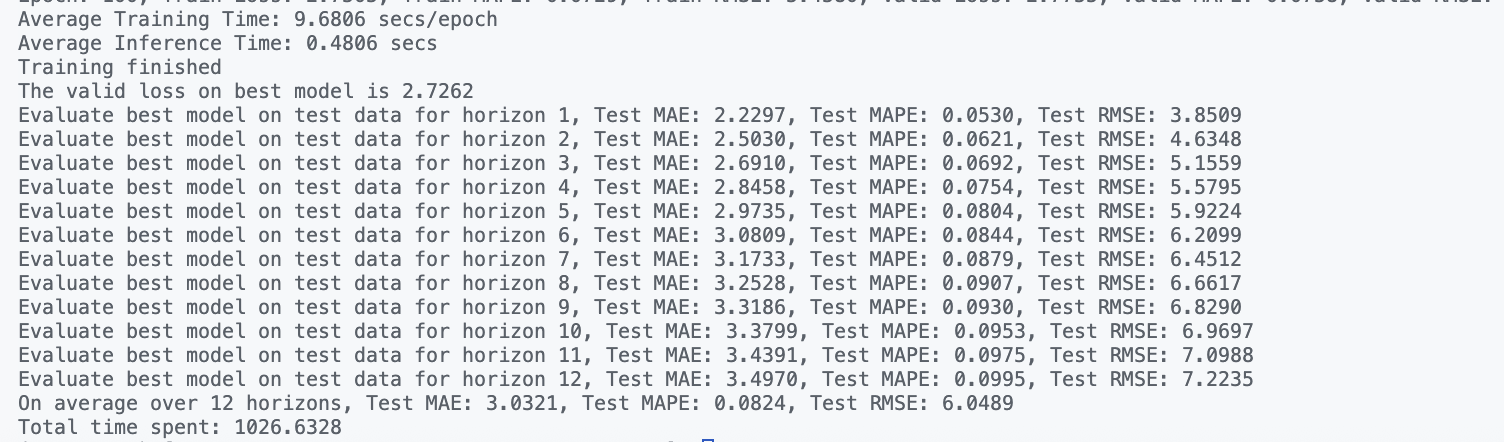 Average Training Time: 9.6806 secs/epoch
Average Inference Time: 0.4806 secs
Training finished
The valid loss on best model is 2.7262
Evaluate best model on test data for horizon 1, Test MAE: 2.2297, Test MAPE: 0.0530, Test RMSE: 3.8509
Evaluate best model on test data for horizon 2, Test MAE: 2.5030, Test MAPE: 0.0621, Test RMSE: 4.6348
Evaluate best model on test data for horizon 3, Test MAE: 2.6910, Test MAPE: 0.0692, Test RMSE: 5.1559
Evaluate best model on test data for horizon 4, Test MAE: 2.8458, Test MAPE: 0.0754, Test RMSE: 5.5795
Evaluate best model on test data for horizon 5, Test MAE: 2.9735, Test MAPE: 0.0804, Test RMSE: 5.9224
Evaluate best model on test data for horizon 6, Test MAE: 3.0809, Test MAPE: 0.0844, Test RMSE: 6.2099
Evaluate best model on test data for horizon 7, Test MAE: 3.1733, Test MAPE: 0.0879, Test RMSE: 6.4512
Evaluate best model on test data for horizon 8, Test MAE: 3.2528, Test MAPE: 0.0907, Test RMSE: 6.6617
Evaluate best model on test data for horizon 9, Test MAE: 3.3186, Test MAPE: 0.0930, Test RMSE: 6.8290
Evaluate best model on test data for horizon 10, Test MAE: 3.3799, Test MAPE: 0.0953, Test RMSE: 6.9697
Evaluate best model on test data for horizon 11, Test MAE: 3.4391, Test MAPE: 0.0975, Test RMSE: 7.0988
Evaluate best model on test data for horizon 12, Test MAE: 3.4970, Test MAPE: 0.0995, Test RMSE: 7.2235
On average over 12 horizons, Test MAE: 3.0321, Test MAPE: 0.0824, Test RMSE: 6.0489
Total time spent: 1026.6328